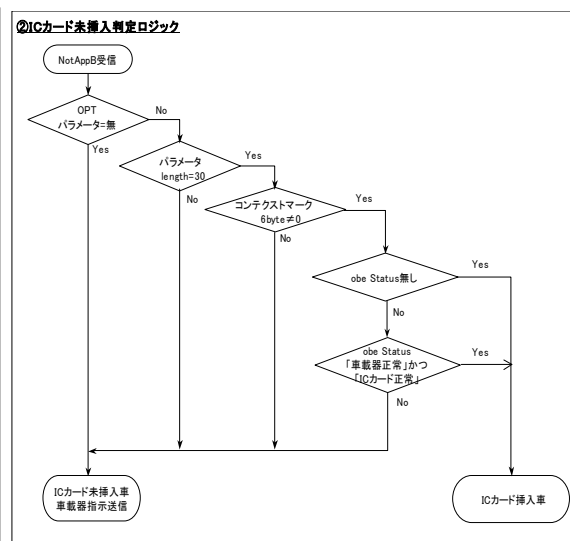 ②ICカード未挿入判定ロジック
NotAppB受信
OPT
パラメータ=無
No
Yes
パラメータ
length=30
Yes
No
コンテクストマーク
6byte≠0
Yes
No
obe Status無し
Yes
No
obe Status
「車載器正常」かつ
「ICカード正常」
Yes
No
ICカード未挿入車
車載器指示送信
ICカード挿入車